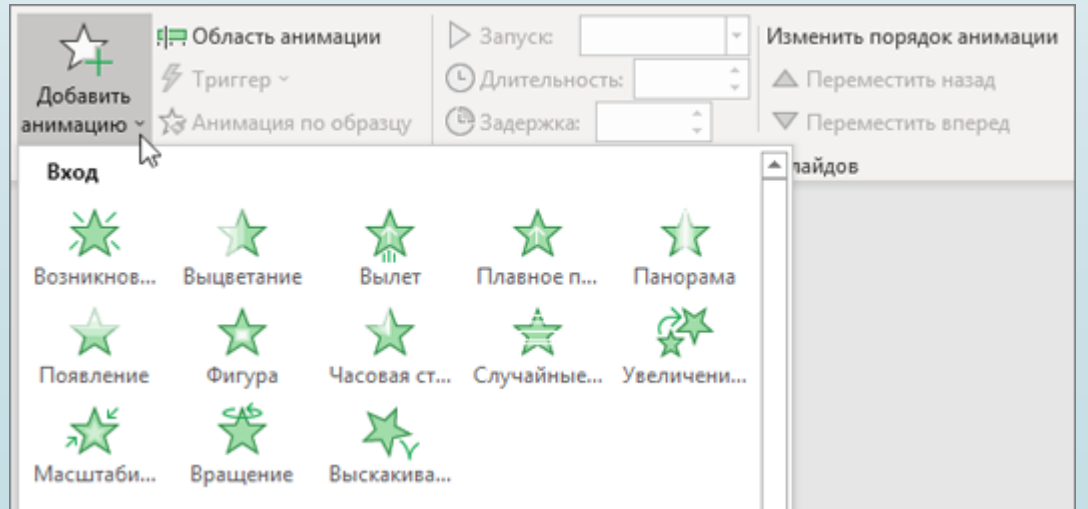 Добавить
анимацию
Область анимации
Триггер
Анимация по образцу
Запуск:
Длительность:
Задержка:
Изменить порядок анимации
Переместить назад
Переместить вперед
лайдов
Вход
Возникнов... Выцветание Вылет Плавное п... Панорама
Появление Фигура Часовая ст... Случайные... Увеличени...
Масштаби... Вращение Выскакива...